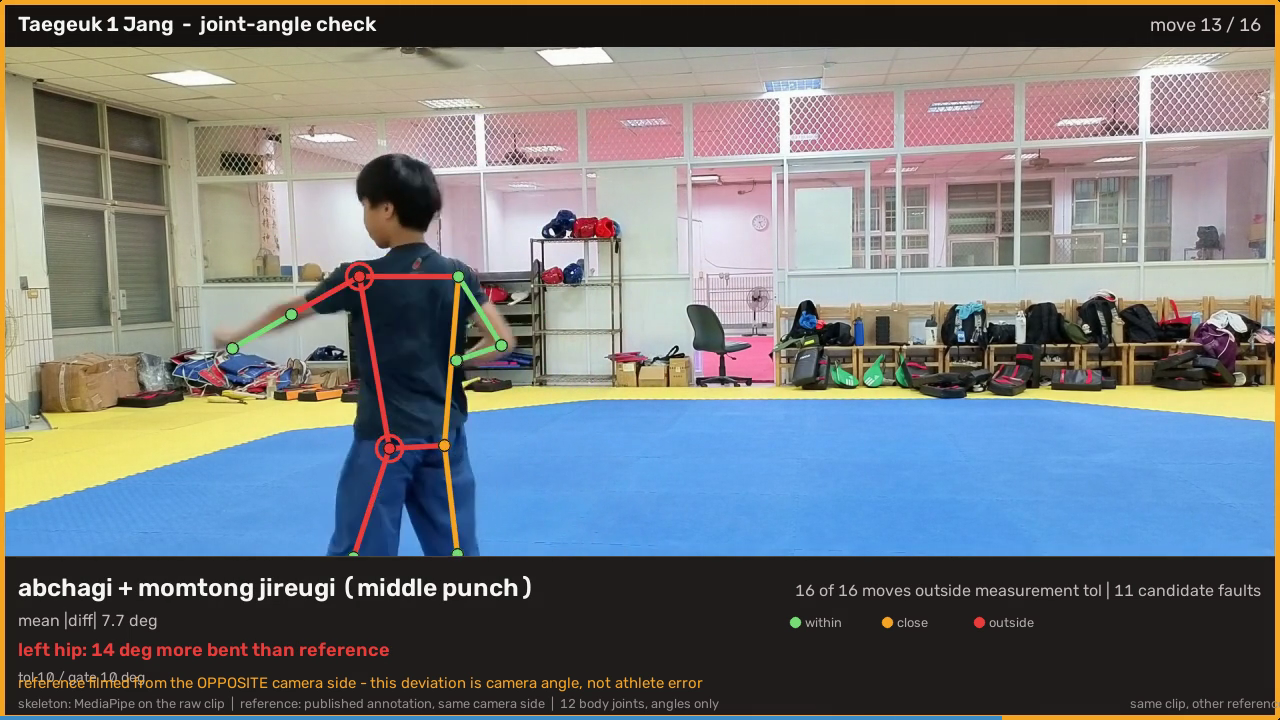 Taegeuk 1 Jang - joint-angle check
move 13 / 16
abchagi + momtong jireugi (middle punch)
16 of 16 moves outside measurement tol | 11 candidate faults
mean |diff| 7.7 deg
within
close
outside
left hip: 14 deg more bent than reference
tol 10 / gate 10 deg
reference filmed from the OPPOSITE camera side - this deviation is camera angle, not athlete error
skeleton: MediaPipe on the raw clip | reference: published annotation, same camera side | 12 body joints, angles only
same clip, other referenc